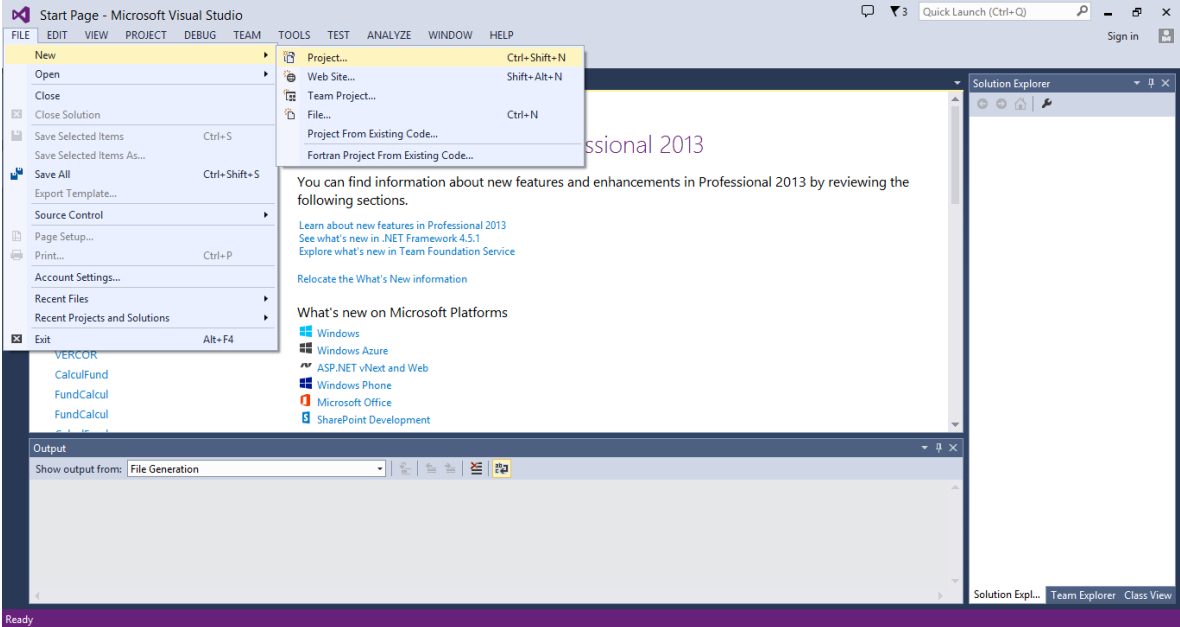 Start Page - Microsoft Visual Studio
3
Quick Launch (Ctrl+Q)
FILE EDIT VIEW PROJECT DEBUG TEAM TOOLS TEST ANALYZE WINDOW HELP
Sign in
New
Open
Close
Close Solution
Save Selected Items Ctrl+S
Save Selected Items As...
Save All Ctrl+Shift+S
Export Template...
Source Control
Page Setup...
Print... Ctrl+P
Account Settings...
Recent Files
Recent Projects and Solutions
Exit Alt+F4
Project... Ctrl+Shift+N
Web Site... Shift+Alt+N
Team Project...
File... Ctrl+N
Project From Existing Code...
Fortran Project From Existing Code...
VERCOR
CalculFund
FundCalcul
FundCalcul
ssional 2013
You can find information about new features and enhancements in Professional 2013 by reviewing the
following sections.
Learn about new features in Professional 2013
See what's new in .NET Framework 4.5.1
Explore what's new in Team Foundation Service
Relocate the What's New information
What's new on Microsoft Platforms
Windows
Windows Azure
ASP.NET vNext and Web
Windows Phone
Microsoft Office
SharePoint Development
Solution Explorer
Output
Show output from: File Generation
Solution Expl... Team Explorer Class View
Ready